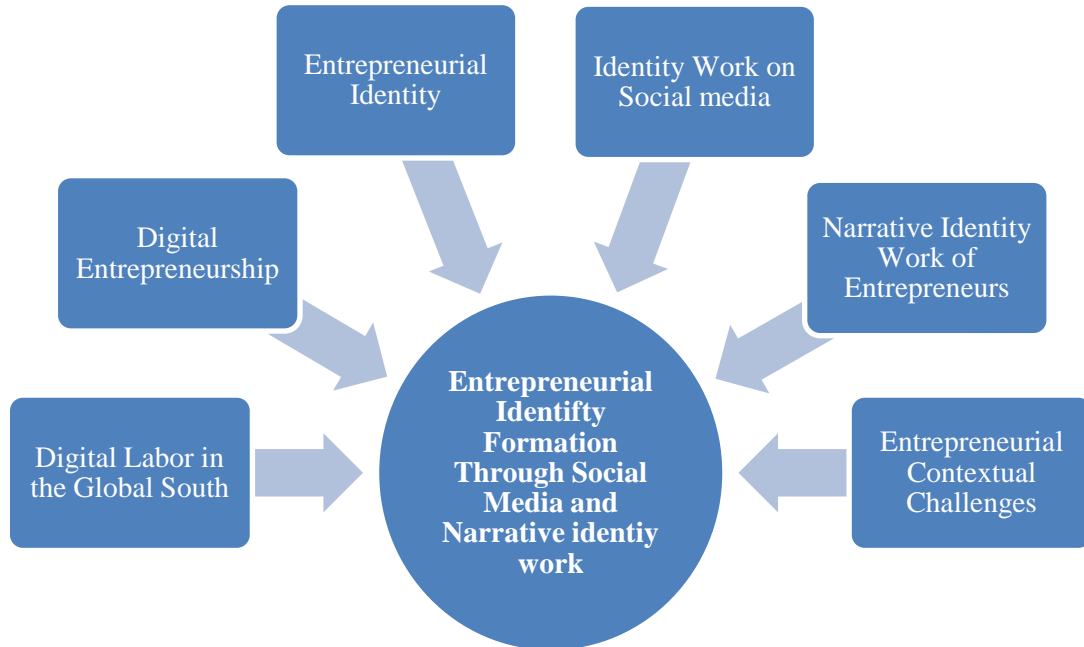 Entrepreneurial
Identity
Identity Work on
Social media
Digital
Entrepreneurship
Narrative Identity
Work of
Entrepreneurs
Digital Labor in
the Global South
Entrepreneurial
Identifty
Formation
Through Social
Media and
Narrative identiy
work
Entrepreneurial
Contextual
Challenges